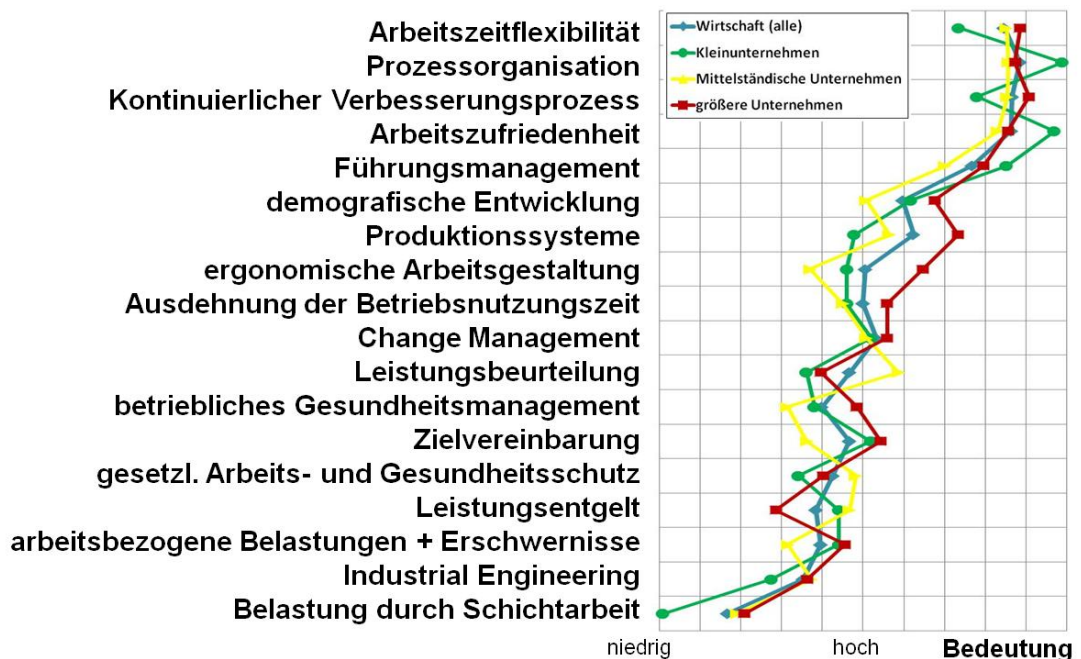 Arbeitszeitflexibilität
Prozessorganisation
Kontinuierlicher Verbesserungsprozess
Arbeitszufriedenheit
Führungsmanagement
demografische Entwicklung
Produktionssysteme
ergonomische Arbeitsgestaltung
Ausdehnung der Betriebsnutzungszeit
Change Management
Leistungsbeurteilung
betriebliches Gesundheitsmanagement
Zielvereinbarung
gesetzl. Arbeits- und Gesundheitsschutz
Leistungsentgelt
arbeitsbezogene Belastungen + Erschwernisse
Industrial Engineering
Belastung durch Schichtarbeit
Wirtschaft (alle)
Kleinunternehmen
Mittelständische Unternehmen
größere Unternehmen
niedrig hoch Bedeutung